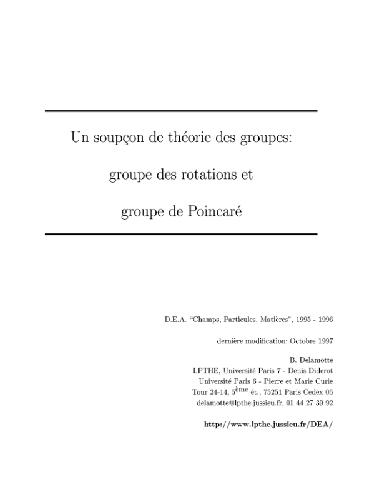 Un soupçon de théorie des groupes:
groupe des rotations et
groupe de Poincaré
D.E.A. "Champs, Particules, Matières", 1995 - 1996
dernière modification: Octobre 1997
B. Delamotte
LPTHE, Université Paris 7 - Denis Diderot
Université Paris 6 - Pierre et Marie Curie
Tour 24-14, 5ème ét., 75251 Paris Cedex 05
delamotte@lpthe.jussieu.fr, 01 44 27 30 92
http://www.lpthe.jussieu.fr/DEA/